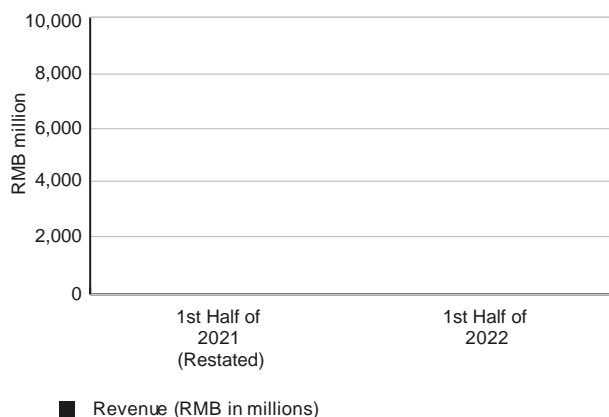 10,000
8,000
6,000
4,000
2,000
0
RMB million
1st Half of
2021
(Restated)
1st Half of
2022
Revenue (RMB in millions)